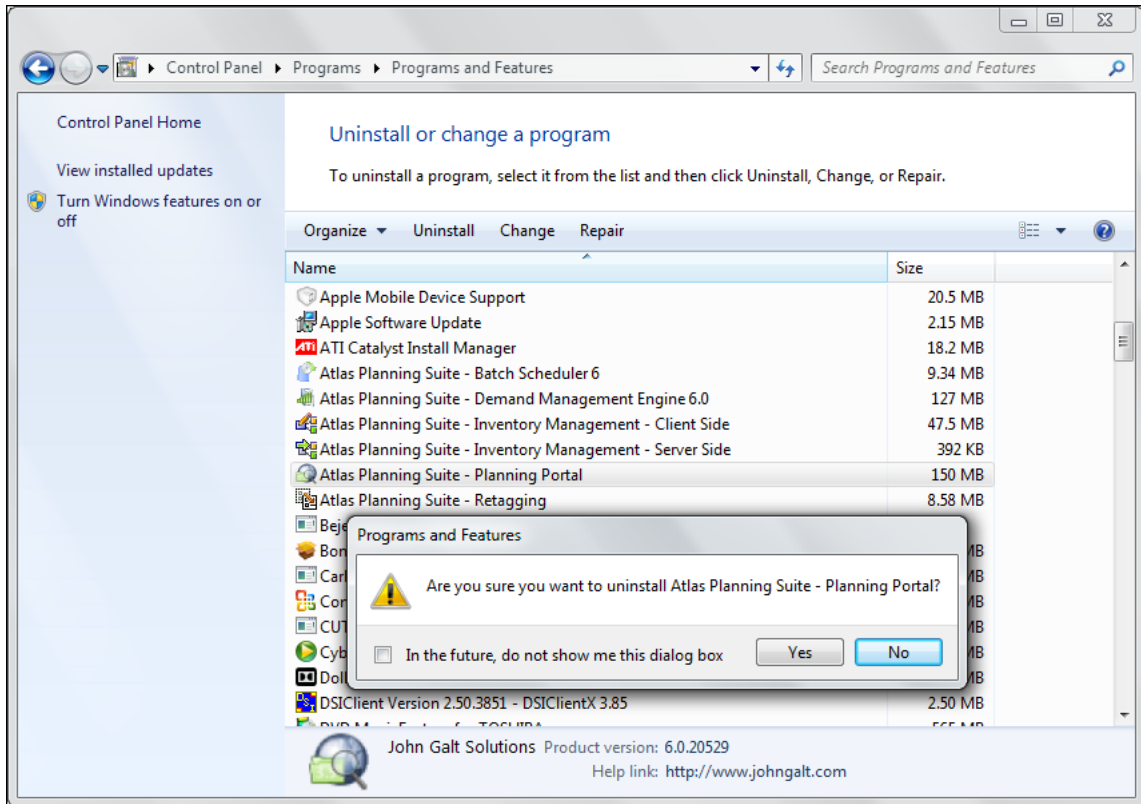 Control Panel Programs Programs and Features
Search Programs and Features
Control Panel Home
View installed updates
Turn Windows features on or
off
Uninstall or change a program
To uninstall a program, select it from the list and then click Uninstall, Change, or Repair.
Organize Uninstall Change Repair
Name Size
Apple Mobile Device Support 20.5 MB
Apple Software Update 2.15 MB
ATI ATI Catalyst Install Manager 18.2 MB
Atlas Planning Suite - Batch Scheduler 6 9.34 MB
Atlas Planning Suite - Demand Management Engine 6.0 127 MB
Atlas Planning Suite - Inventory Management - Client Side 47.5 MB
Atlas Planning Suite - Inventory Management - Server Side 392 KB
Atlas Planning Suite - Planning Portal 150 MB
Atlas Planning Suite - Retagging 8.58 MB
Programs and Features
Are you sure you want to uninstall Atlas Planning Suite - Planning Portal?
In the future, do not show me this dialog box
Yes
No
DSIClient Version 2.50.3851 - DSIClientX 3.85 2.50 MB
John Galt Solutions Product version: 6.0.20529
Help link: http://www.johngalt.com